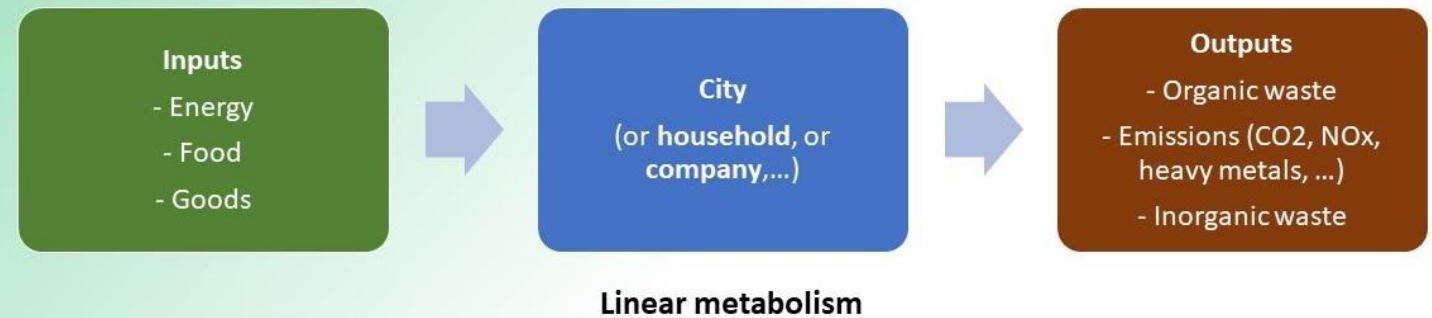 Inputs
- Energy
- Food
- Goods
City
(or household, or
company,...)
Outputs
- Organic waste
- Emissions (CO2, NOx,
heavy metals, ...)
- Inorganic waste
Linear metabolism